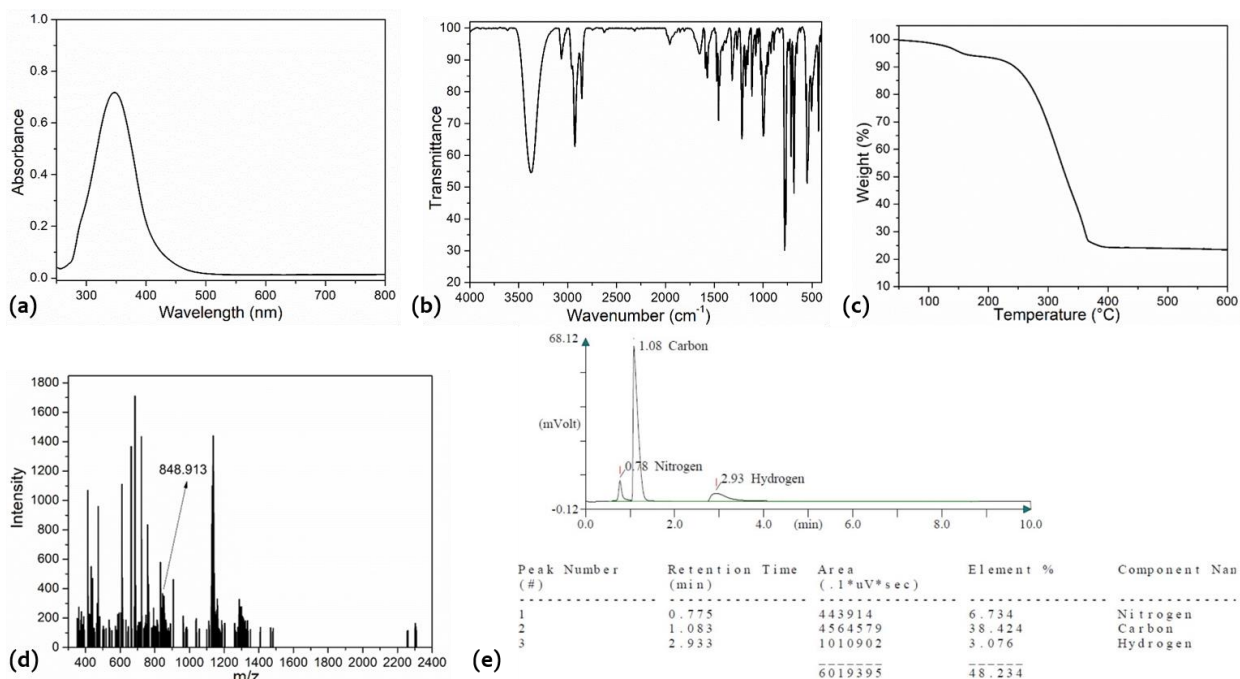 1.0
0.8
0.6
0.4
0.2
0.0
Absorbance
300 400 500 600 700 800
Wavelength (nm)
(a)
100
90
80
70
60
50
40
30
20
Transmittance
4000 3500 3000 2500 2000 1500 1000 500
Wavenumber (cm-1)
(b)
100
90
80
70
60
50
40
30
20
10
Weight (%)
100 200 300 400 500 600
Temperature (°C)
(c)
1800
1600
1400
1200
1000
800
600
400
200
0
Intensity
848.913
400 600 800 1000 1200 1400 1600 1800 2000 2200 2400
m/z
(d)
68.12
1.08 Carbon
(mVolt)
0.78 Nitrogen
2.93 Hydrogen
-0.12
0.0 2.0 4.0 (min) 6.0 8.0 10.0
(e)
Peak Number Retention Time Area Element % Component Nam
(#) (min) (.1*uV*sec)
1 0.775 443914 6.734 Nitrogen
2 1.083 4564579 38.424 Carbon
3 2.933 1010902 3.076 Hydrogen
6019395 48.234